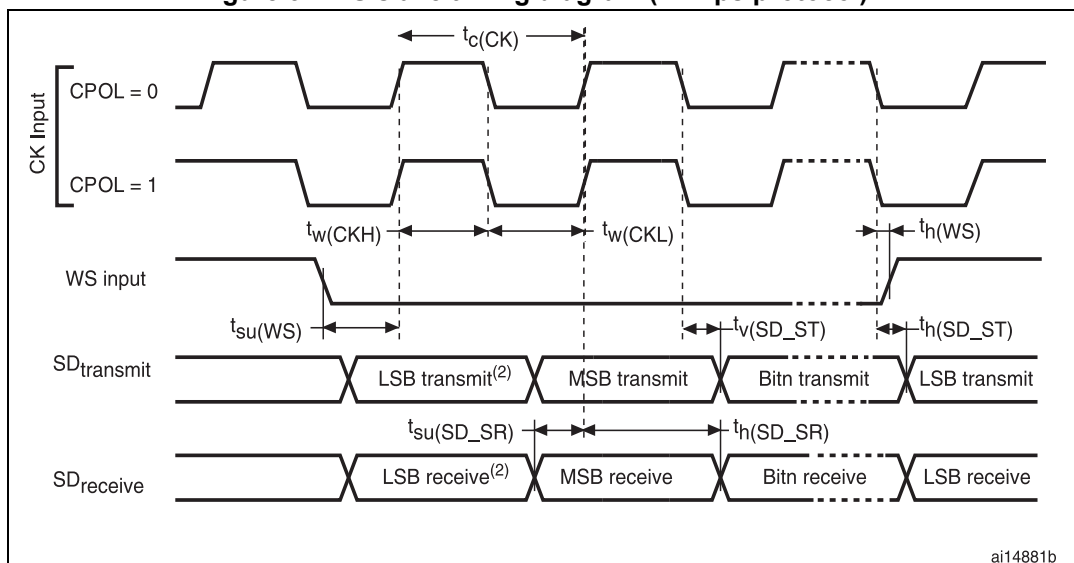 tc(CK)
CK Input
CPOL = 0
CPOL = 1
tw(CKH)
tw(CKL)
th(WS)
WS input
tsu(WS)
tv(SD_ST)
th(SD_ST)
SDtransmit
LSB transmit(2)
MSB transmit
Bitn transmit
LSB transmit
tsu(SD_SR)
th(SD_SR)
SDreceive
LSB receive(2)
MSB receive
Bitn receive
LSB receive
ai14881b